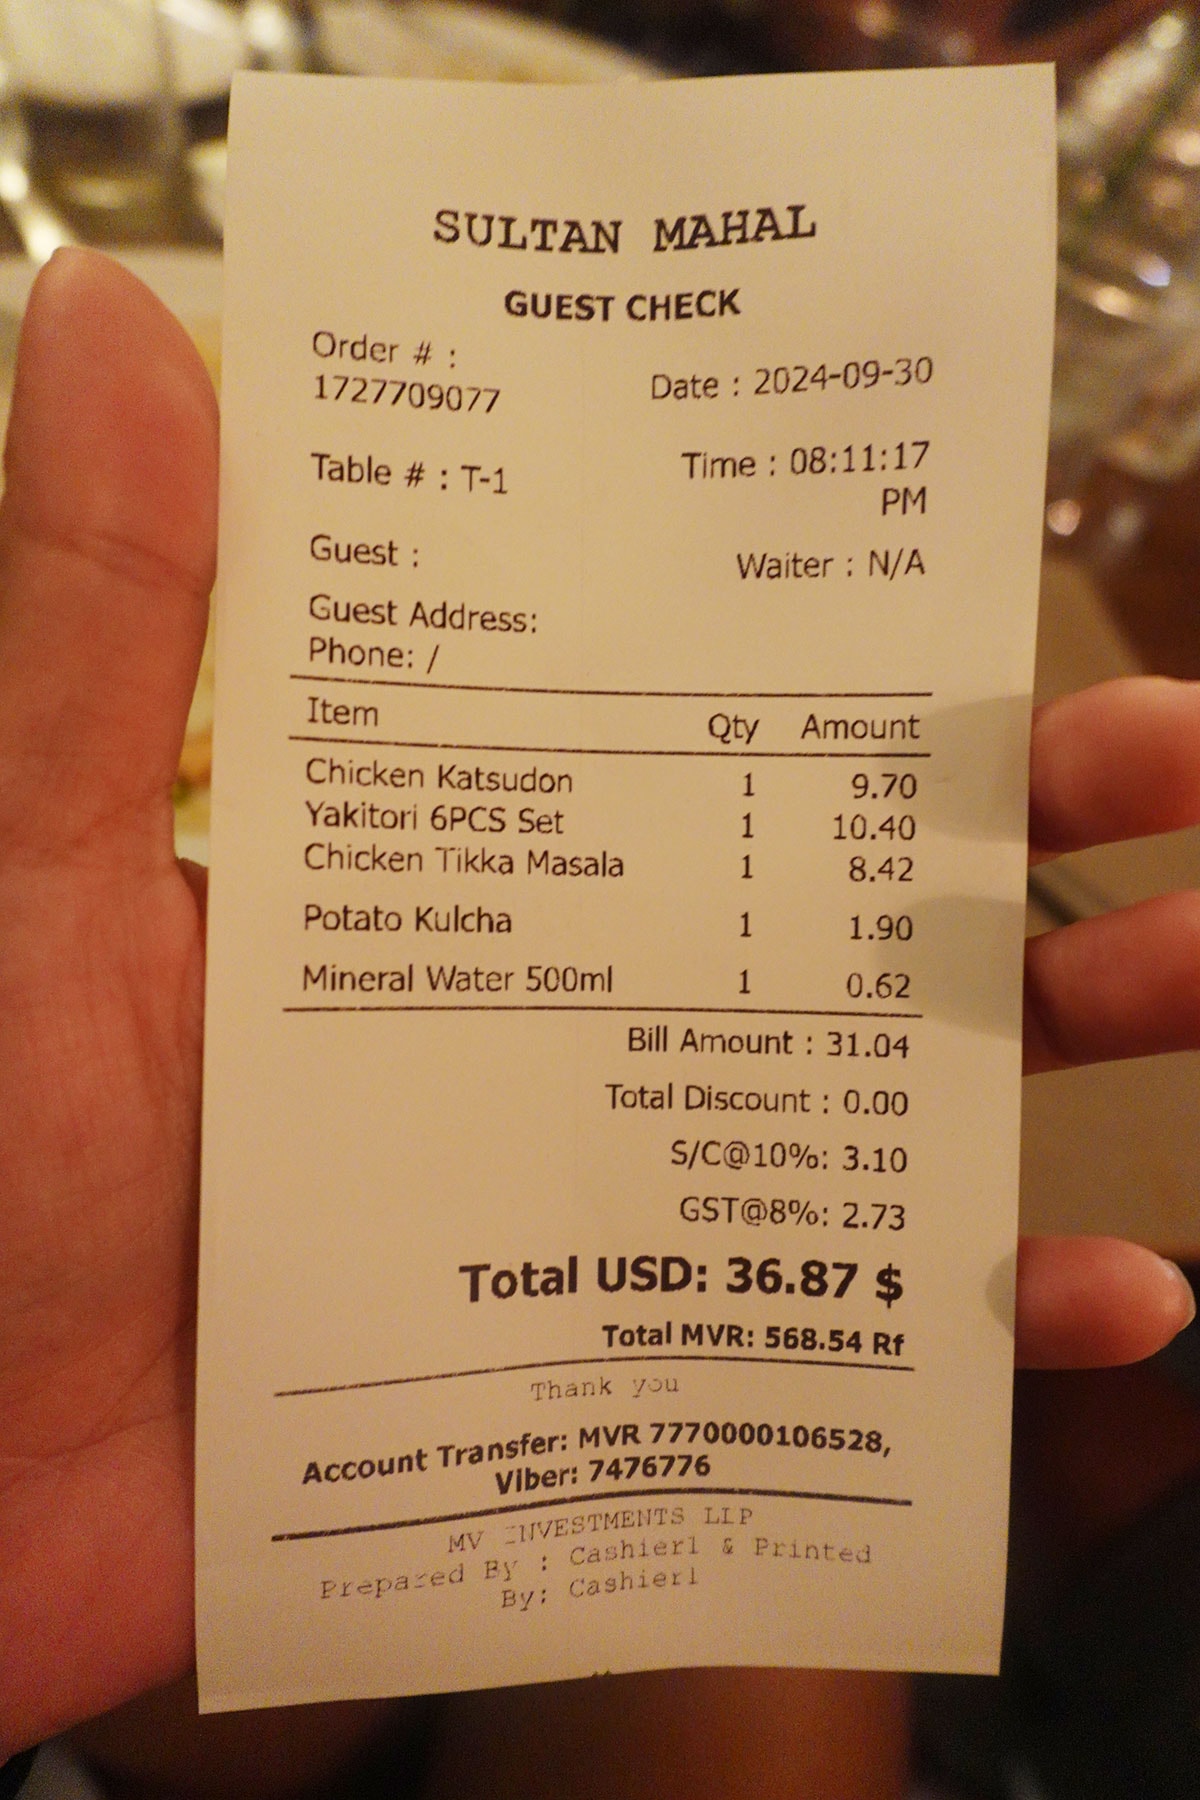 SULTAN MAHAL
GUEST CHECK
Order # :
1727709077
Date : 2024-09-30
Table # : T-1
Time : 08:11:17
PM
Guest :
Waiter : N/A
Guest Address:
Phone: /
Item Qty Amount
Chicken Katsudon 1 9.70
Yakitori 6PCS Set 1 10.40
Chicken Tikka Masala 1 8.42
Potato Kulcha 1 1.90
Mineral Water 500ml 1 0.62
Bill Amount : 31.04
Total Discount : 0.00
S/C@10%: 3.10
GST@8%: 2.73
Total USD: 36.87 $
Total MVR: 568.54 Rf
Thank you
Account Transfer: MVR 7770000106528,
Viber: 7476776
MV INVESTMENTS LLP
Prepared By : Cashier1 & Printed
By: Cashier1